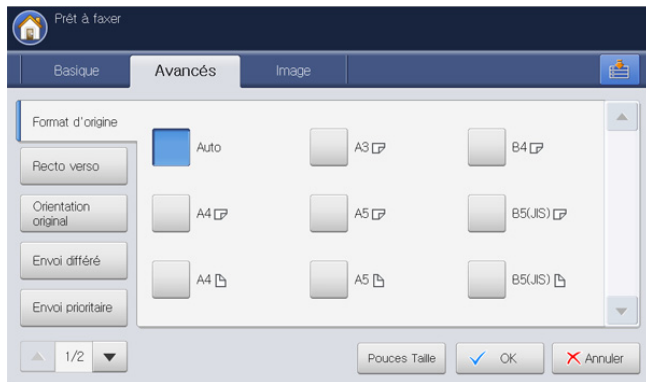 Prêt à faxer
Basique
Avancés
Image
Format d'origine
Recto verso
Orientation
original
Envoi différé
Envoi prioritaire
Auto
A3
B4
A4
A5
B5(JIS)
A4
A5
B5(JIS)
1/2
Pouces Taille
OK
Annuler